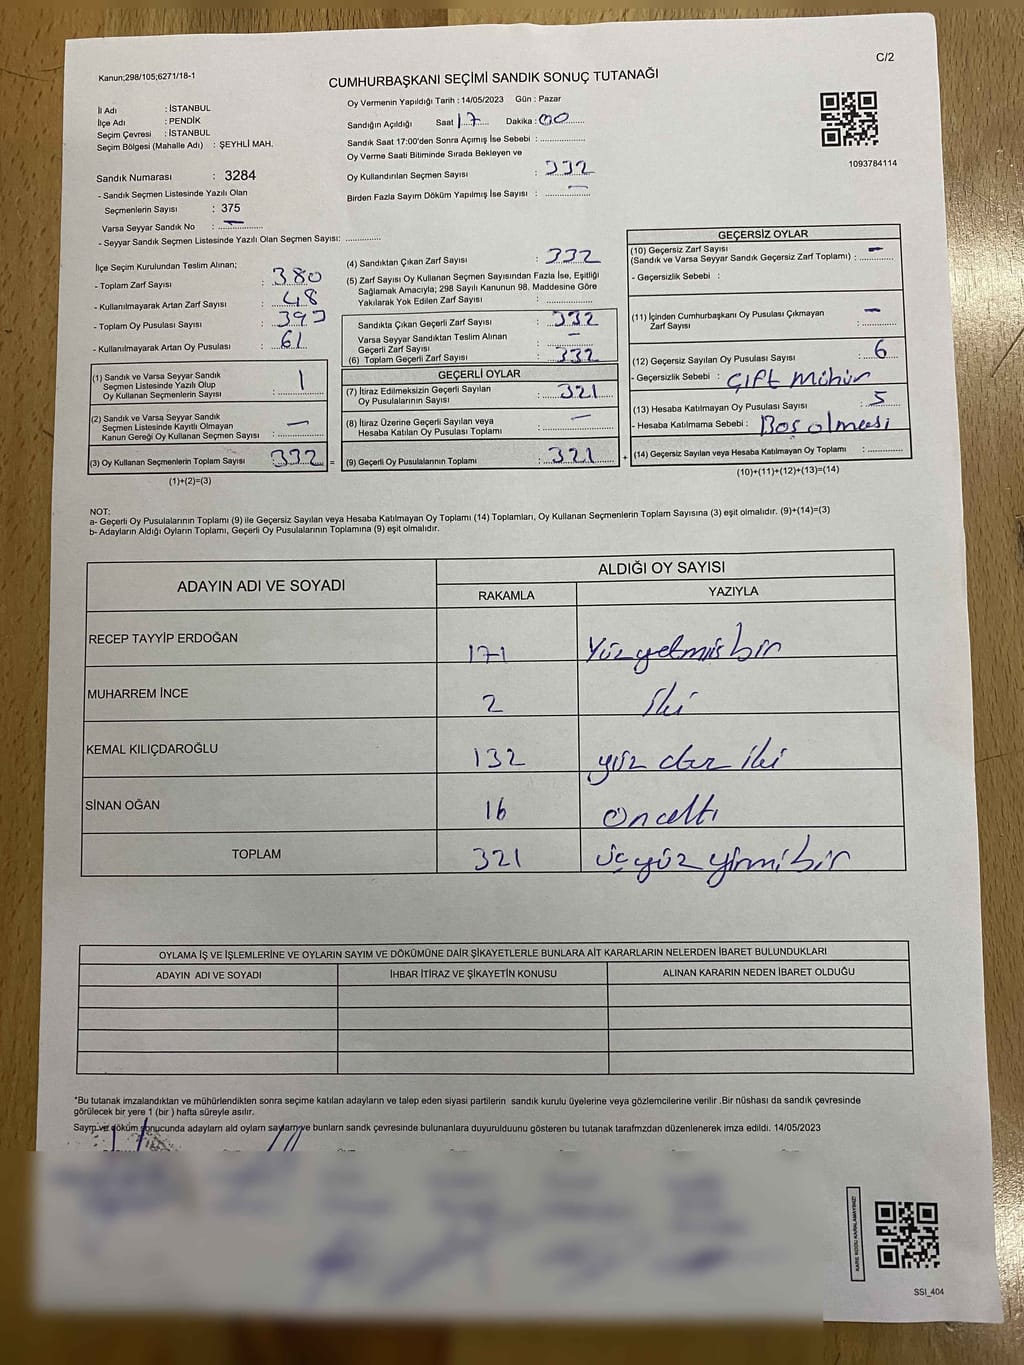 Kanun;298/105;6271/18-1
C/2
CUMHURBAŞKANI SEÇİMİ SANDIK SONUÇ TUTANAĞI
İl Adı : İSTANBUL
İlçe Adı : PENDİK
Seçim Çevresi : İSTANBUL
Seçim Bölgesi (Mahalle Adı) : ŞEYHLİ MAH.
Sandık Numarası : 3284
- Sandık Seçmen Listesinde Yazılı Olan
Seçmenlerin Sayısı : 375
Varsa Seyyar Sandık No : —
- Seyyar Sandık Seçmen Listesinde Yazılı Olan Seçmen Sayısı: ..............
Oy Vermenin Yapıldığı Tarih : 14/05/2023 Gün : Pazar
Sandığın Açıldığı Saat 17 Dakika : 00
Sandık Saat 17:00'den Sonra Açımış İse Sebebi : ..............
Oy Verme Saati Bitiminde Sırada Bekleyen ve
Oy Kullandırılan Seçmen Sayısı : 332
Birden Fazla Sayım Döküm Yapılmış İse Sayısı : —
1093784114
İlçe Seçim Kurulundan Teslim Alınan;
- Toplam Zarf Sayısı : 380
- Kullanılmayarak Artan Zarf Sayısı : 48
- Toplam Oy Pusulası Sayısı : 393
- Kullanılmayarak Artan Oy Pusulası : 61
(1) Sandık ve Varsa Seyyar Sandık
Seçmen Listesinde Yazılı Olup
Oy Kullanan Seçmenlerin Sayısı : 1
(2) Sandık ve Varsa Seyyar Sandık
Seçmen Listesinde Kayıtlı Olmayan
Kanun Gereği Oy Kullanan Seçmen Sayısı : —
(3) Oy Kullanan Seçmenlerin Toplam Sayısı 332 =
(1)+(2)=(3)
(4) Sandıktan Çıkan Zarf Sayısı : 332
(5) Zarf Sayısı Oy Kullanan Seçmen Sayısından Fazla İse, Eşitliği
Sağlamak Amacıyla; 298 Sayılı Kanunun 98. Maddesine Göre
Yakılarak Yok Edilen Zarf Sayısı : ..............
Sandıkta Çıkan Geçerli Zarf Sayısı : 332
Varsa Seyyar Sandıktan Teslim Alınan
Geçerli Zarf Sayısı : —
(6) Toplam Geçerli Zarf Sayısı : 332
GEÇERLİ OYLAR
(7) İtiraz Edilmeksizin Geçerli Sayılan
Oy Pusulalarının Sayısı : 321
(8) İtiraz Üzerine Geçerli Sayılan veya
Hesaba Katılan Oy Pusulası Toplamı : —
(9) Geçerli Oy Pusulalarının Toplamı : 321 +
GEÇERSİZ OYLAR
(10) Geçersiz Zarf Sayısı
(Sandık ve Varsa Seyyar Sandık Geçersiz Zarf Toplamı) : —
- Geçersizlik Sebebi :
(11) İçinden Cumhurbaşkanı Oy Pusulası Çıkmayan
Zarf Sayısı : —
(12) Geçersiz Sayılan Oy Pusulası Sayısı : 6
- Geçersizlik Sebebi : Çift Mühür
(13) Hesaba Katılmayan Oy Pusulası Sayısı : 5
- Hesaba Katılmama Sebebi : Boş olması
(14) Geçersiz Sayılan veya Hesaba Katılmayan Oy Toplamı : ..............
(10)+(11)+(12)+(13)=(14)
NOT:
a- Geçerli Oy Pusulalarının Toplamı (9) ile Geçersiz Sayılan veya Hesaba Katılmayan Oy Toplamı (14) Toplamları, Oy Kullanan Seçmenlerin Toplam Sayısına (3) eşit olmalıdır. (9)+(14)=(3)
b- Adayların Aldığı Oyların Toplamı, Geçerli Oy Pusulalarının Toplamına (9) eşit olmalıdır.
ADAYIN ADI VE SOYADI ALDIĞI OY SAYISI
RAKAMLA YAZIYLA
RECEP TAYYİP ERDOĞAN 171 Yüz yetmiş bir
MUHARREM İNCE 2 İki
KEMAL KILIÇDAROĞLU 132 yüz otuz iki
SİNAN OĞAN 16 On altı
TOPLAM 321 üç yüz yirmi bir
OYLAMA İŞ VE İŞLEMLERİNE VE OYLARIN SAYIM VE DÖKÜMÜNE DAİR ŞİKAYETLERLE BUNLARA AİT KARARLARIN NELERDEN İBARET BULUNDUKLARI
ADAYIN ADI VE SOYADI İHBAR İTİRAZ VE ŞİKAYETİN KONUSU ALINAN KARARIN NEDEN İBARET OLDUĞU
*Bu tutanak imzalandıktan ve mühürlendikten sonra seçime katılan adayların ve talep eden siyasi partilerin sandık kurulu üyelerine veya gözlemcilerine verilir .Bir nüshası da sandık çevresinde
görülecek bir yere 1 (bir ) hafta süreyle asılır.
Sayım ve döküm sonucunda adayların ald oyların sayıların ve bunların sandk çevresinde bulunanlara duyurulduunu gösteren bu tutanak tarafmzdan düzenlenerek imza edildi. 14/05/2023
KARE KODU KARALAMAYINIZ!
SSI_404